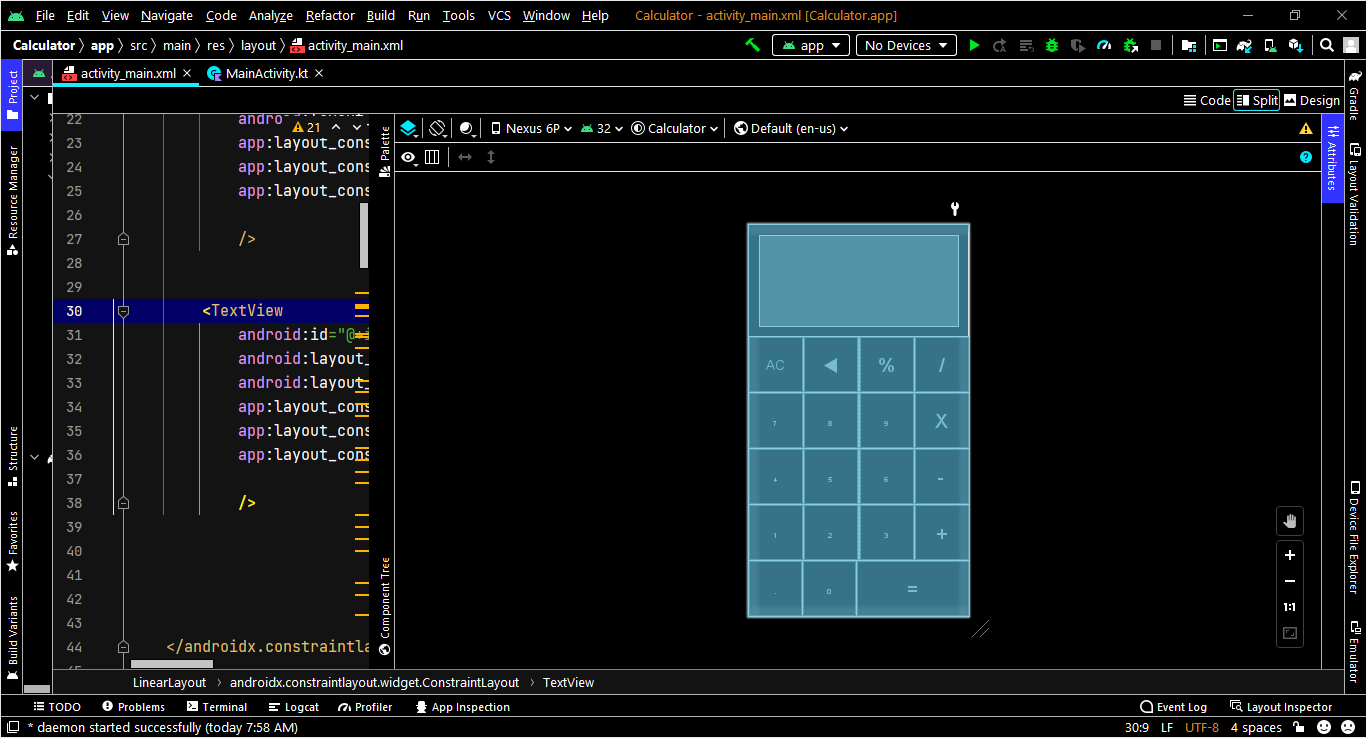 File Edit View Navigate Code Analyze Refactor Build Run Tools VCS Window Help Calculator - activity_main.xml [Calculator.app]
Calculator app src main res layout activity_main.xml app No Devices
activity_main.xml MainActivity.kt
Code Split Design
Project
Resource Manager
Structure
Favorites
Build Variants
21
22
23 app:layout_cons
24 app:layout_cons
25 app:layout_cons
26
27 />
28
29
30 <TextView
31 android:id="@+i
32 android:layout_
33 android:layout_
34 app:layout_cons
35 app:layout_cons
36 app:layout_cons
37
38 />
39
40
41
42
43
44 </androidx.constraintla
Palette
Component Tree
Nexus 6P 32 Calculator Default (en-us)
AC ◀ % /
7 8 9 X
4 5 6 -
1 2 3 +
. 0 =
1:1
Attributes
Gradle
Layout Validation
Device File Explorer
Emulator
LinearLayout androidx.constraintlayout.widget.ConstraintLayout TextView
TODO Problems Terminal Logcat Profiler App Inspection Event Log Layout Inspector
* daemon started successfully (today 7:58 AM) 30:9 LF UTF-8 4 spaces